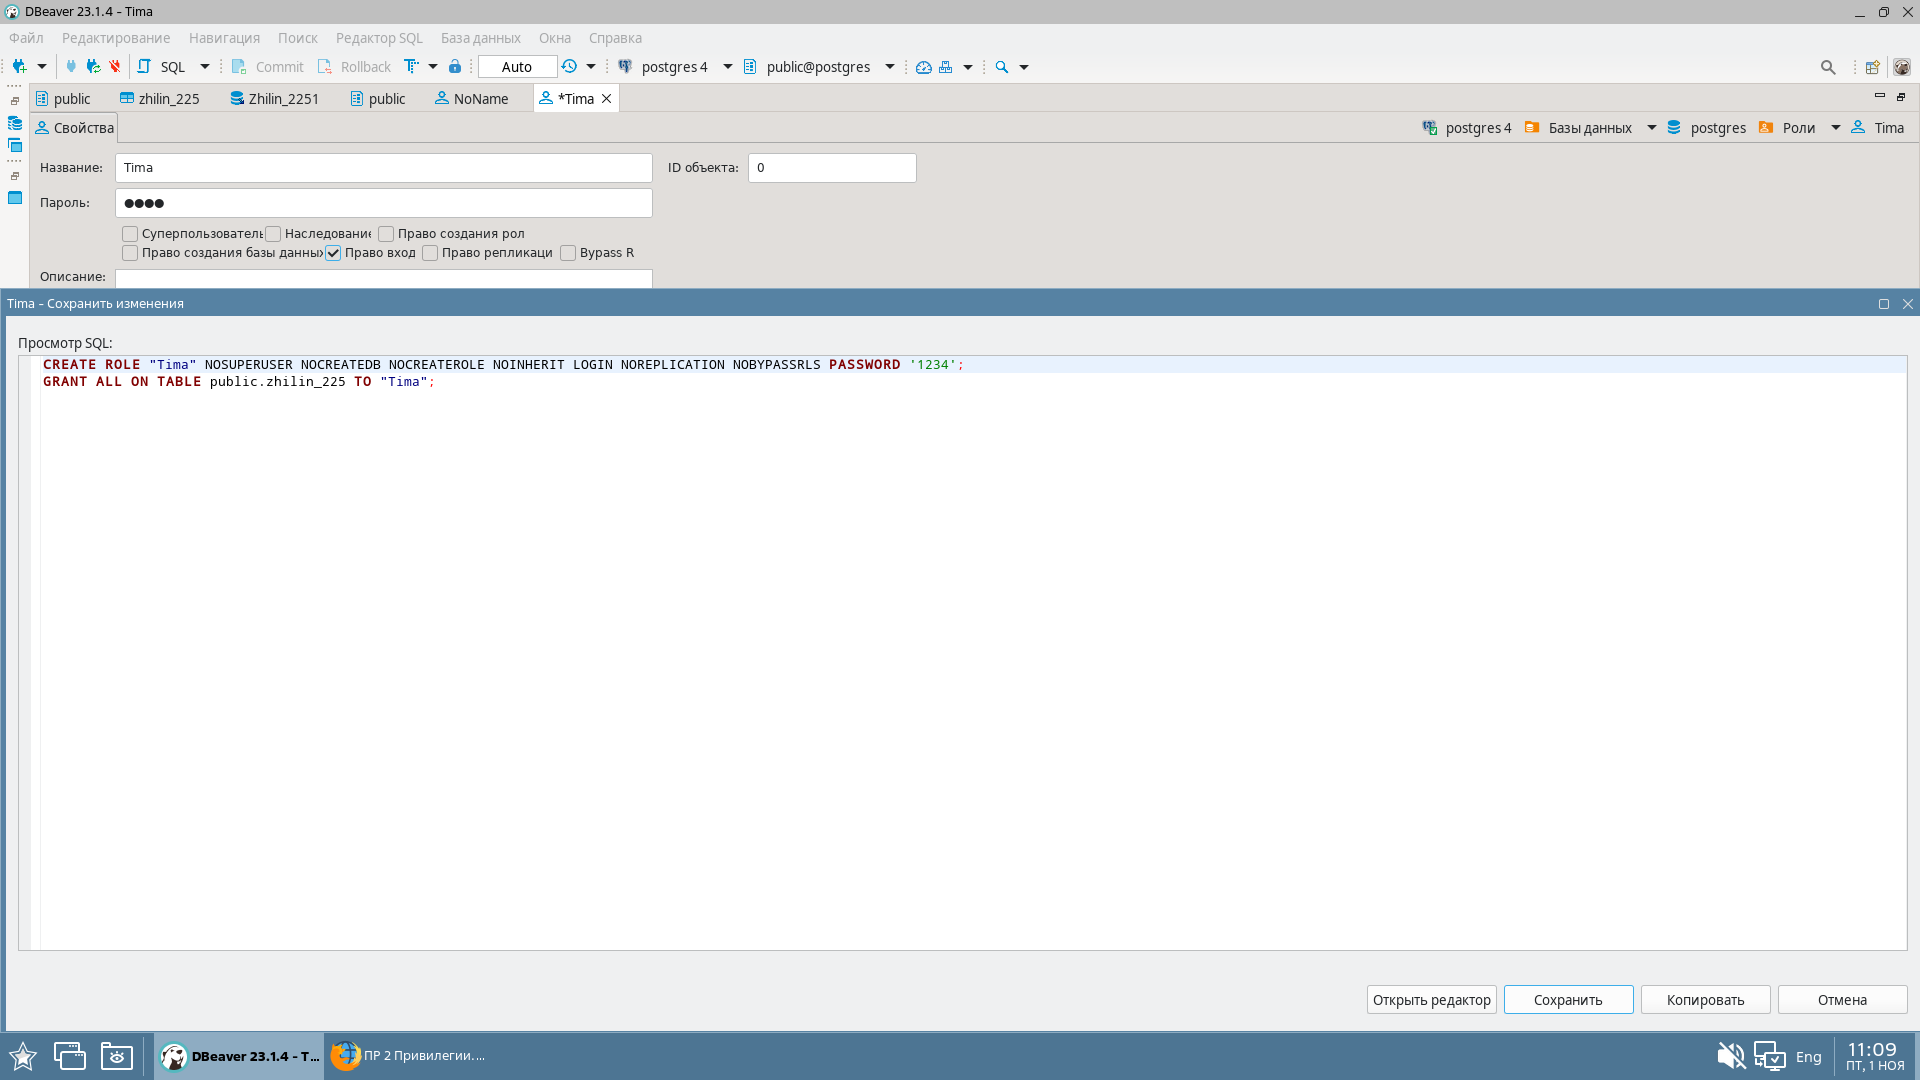 DBeaver 23.1.4 – Tima
Файл Редактирование Навигация Поиск Редактор SQL База данных Окна Справка
SQL Commit Rollback Auto postgres 4 public@postgres
public zhilin_225 Zhilin_2251 public NoName *Tima
Свойства postgres 4 Базы данных postgres Роли Tima
Название: Tima ID объекта: 0
Пароль: ●●●●
Суперпользователь Наследование Право создания рол
Право создания базы данных Право вход Право репликаци Bypass R
Описание:
Tima – Сохранить изменения
Просмотр SQL:
CREATE ROLE "Tima" NOSUPERUSER NOCREATEDB NOCREATEROLE NOINHERIT LOGIN NOREPLICATION NOBYPASSRLS PASSWORD '1234';
GRANT ALL ON TABLE public.zhilin_225 TO "Tima";
Открыть редактор Сохранить Копировать Отмена
DBeaver 23.1.4 - T... ПР 2 Привилегии.... Eng 11:09
ПТ, 1 НОЯ